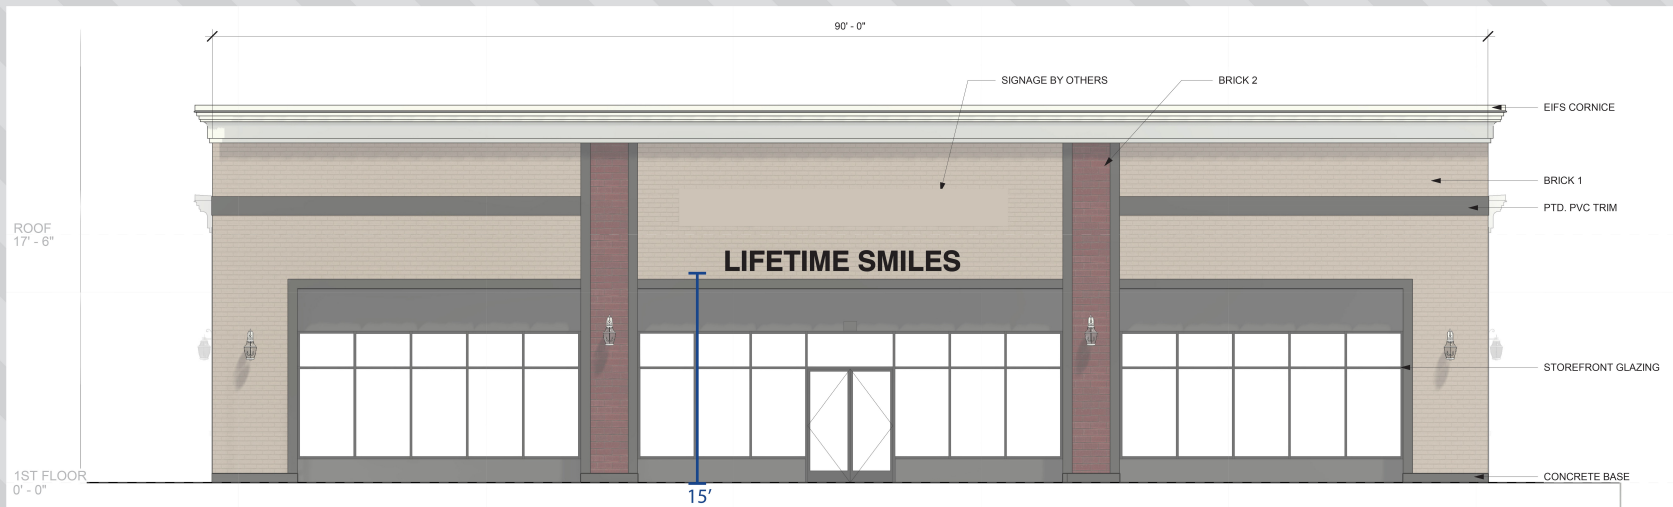 90' - 0"
SIGNAGE BY OTHERS
BRICK 2
EIFS CORNICE
BRICK 1
PTD. PVC TRIM
ROOF
17' - 6"
LIFETIME SMILES
STOREFRONT GLAZING
1ST FLOOR
0' - 0"
CONCRETE BASE
15'